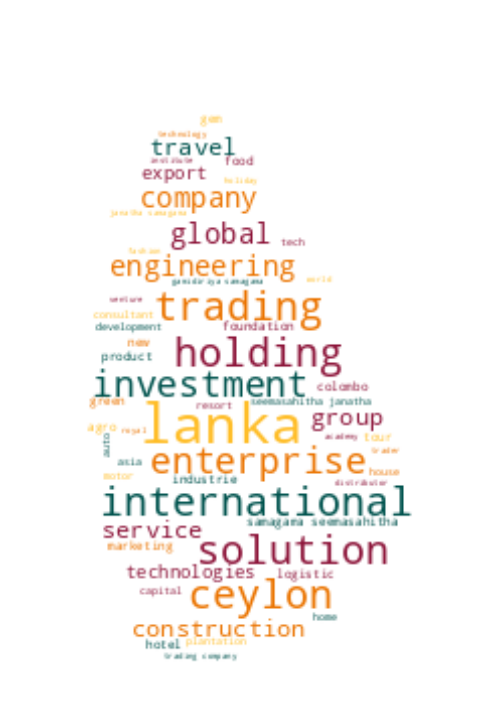 gem
technology
travel
institute food
export
holiday
company
janatha samagama
global
tech
fashion
engineering
gamidiriya samagama world
venture
trading
consultant
development foundation
new
product holding
investment colombo
green resort seemasahitha janatha
lanka group
agro royal
academy tour
auto
trader
asia enterprise
house
motor industrie
distributor
international
samagama seemasahitha
service
marketing solution
technologies logistic
capital ceylon
home
construction
hotel plantation
trading company